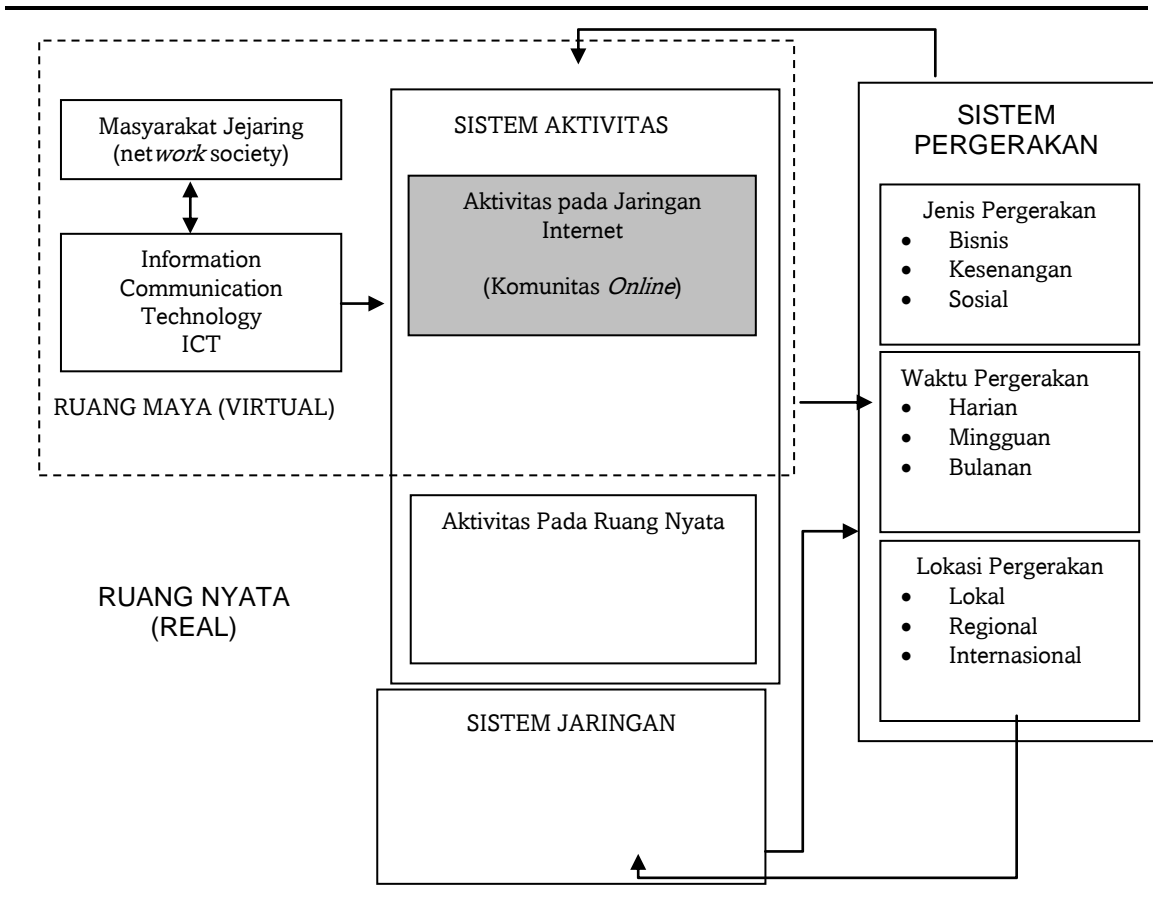 Masyarakat Jejaring
(network society)
Information
Communication
Technology
ICT
RUANG MAYA (VIRTUAL)
RUANG NYATA
(REAL)
SISTEM AKTIVITAS
Aktivitas pada Jaringan
Internet
(Komunitas Online)
Aktivitas Pada Ruang Nyata
SISTEM JARINGAN
SISTEM
PERGERAKAN
Jenis Pergerakan
• Bisnis
• Kesenangan
• Sosial
Waktu Pergerakan
• Harian
• Mingguan
• Bulanan
Lokasi Pergerakan
• Lokal
• Regional
• Internasional